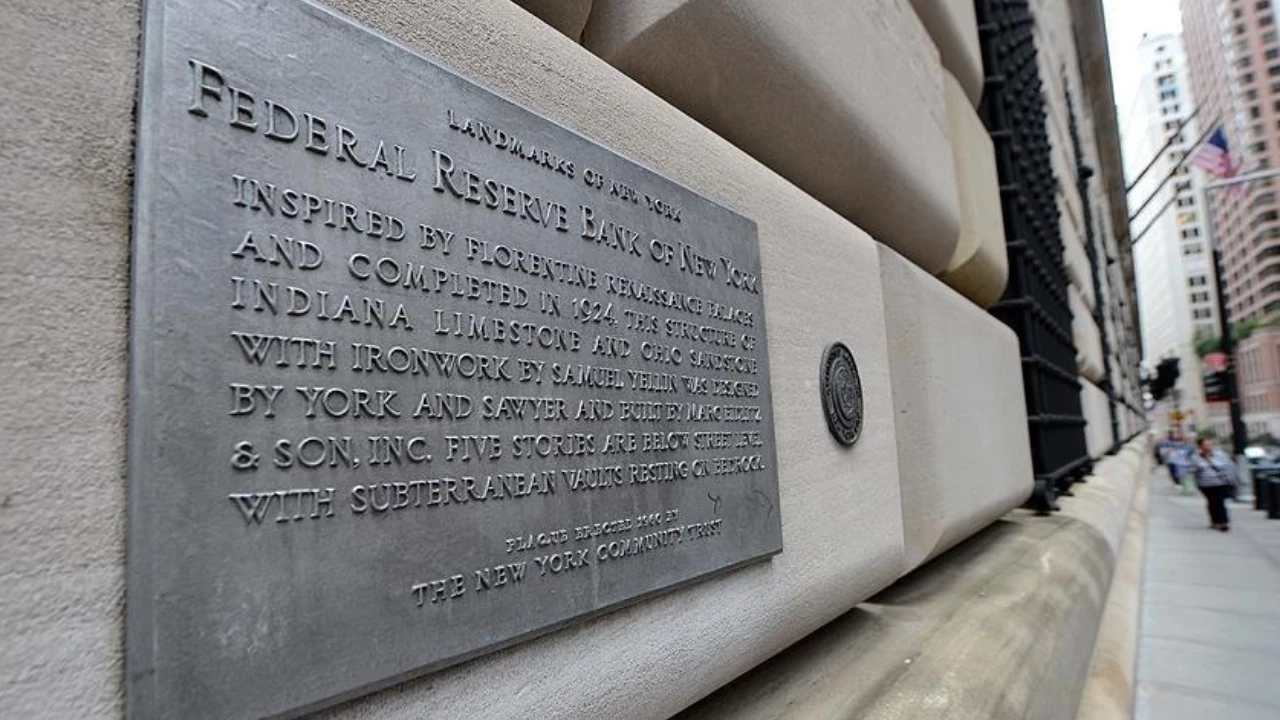 LANDMARKS OF NEW YORK
FEDERAL RESERVE BANK OF NEW YORK
INSPIRED BY FLORENTINE RENAISSANCE PALACES
AND COMPLETED IN 1924, THIS STRUCTURE OF
INDIANA LIMESTONE AND OHIO SANDSTONE
WITH IRONWORK BY SAMUEL YELLIN WAS DESIGNED
BY YORK AND SAWYER AND BUILT BY MARC EIDLITZ
& SON, INC. FIVE STORIES ARE BELOW STREET LEVEL
WITH SUBTERRANEAN VAULTS RESTING ON BEDROCK.
PLAQUE ERECTED 1960 BY
THE NEW YORK COMMUNITY TRUST